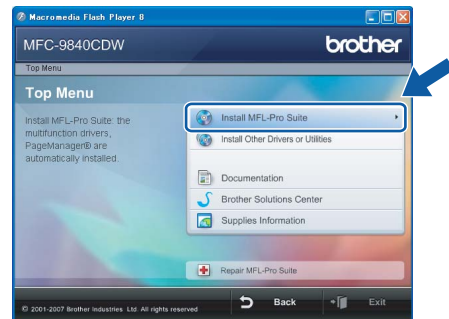 Macromedia Flash Player 8
MFC-9840CDW
brother
Top Menu
Top Menu
Install MFL-Pro Suite: the
multifunction drivers,
PageManager® are
automatically installed.
Install MFL-Pro Suite
Install Other Drivers or Utilities
Documentation
Brother Solutions Center
Supplies Information
Repair MFL-Pro Suite
© 2001-2007 Brother Industries Ltd. All rights reserved
Back
Exit